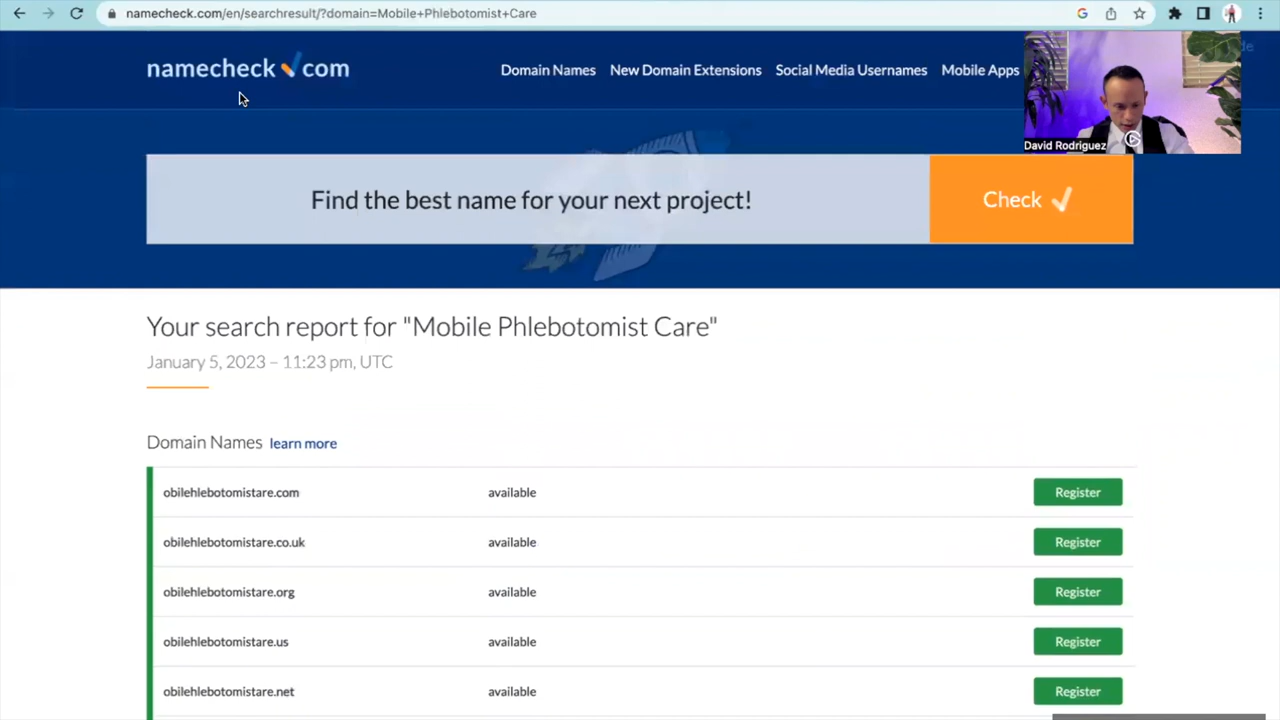 namecheck.com/en/searchresult/?domain=Mobile+Phlebotomist+Care
namecheck com
Domain Names
New Domain Extensions
Social Media Usernames
Mobile Apps
de
David Rodriguez
Find the best name for your next project!
Check
Your search report for "Mobile Phlebotomist Care"
January 5, 2023 – 11:23 pm, UTC
Domain Names learn more
obilehlebotomistare.com available Register
obilehlebotomistare.co.uk available Register
obilehlebotomistare.org available Register
obilehlebotomistare.us available Register
obilehlebotomistare.net available Register